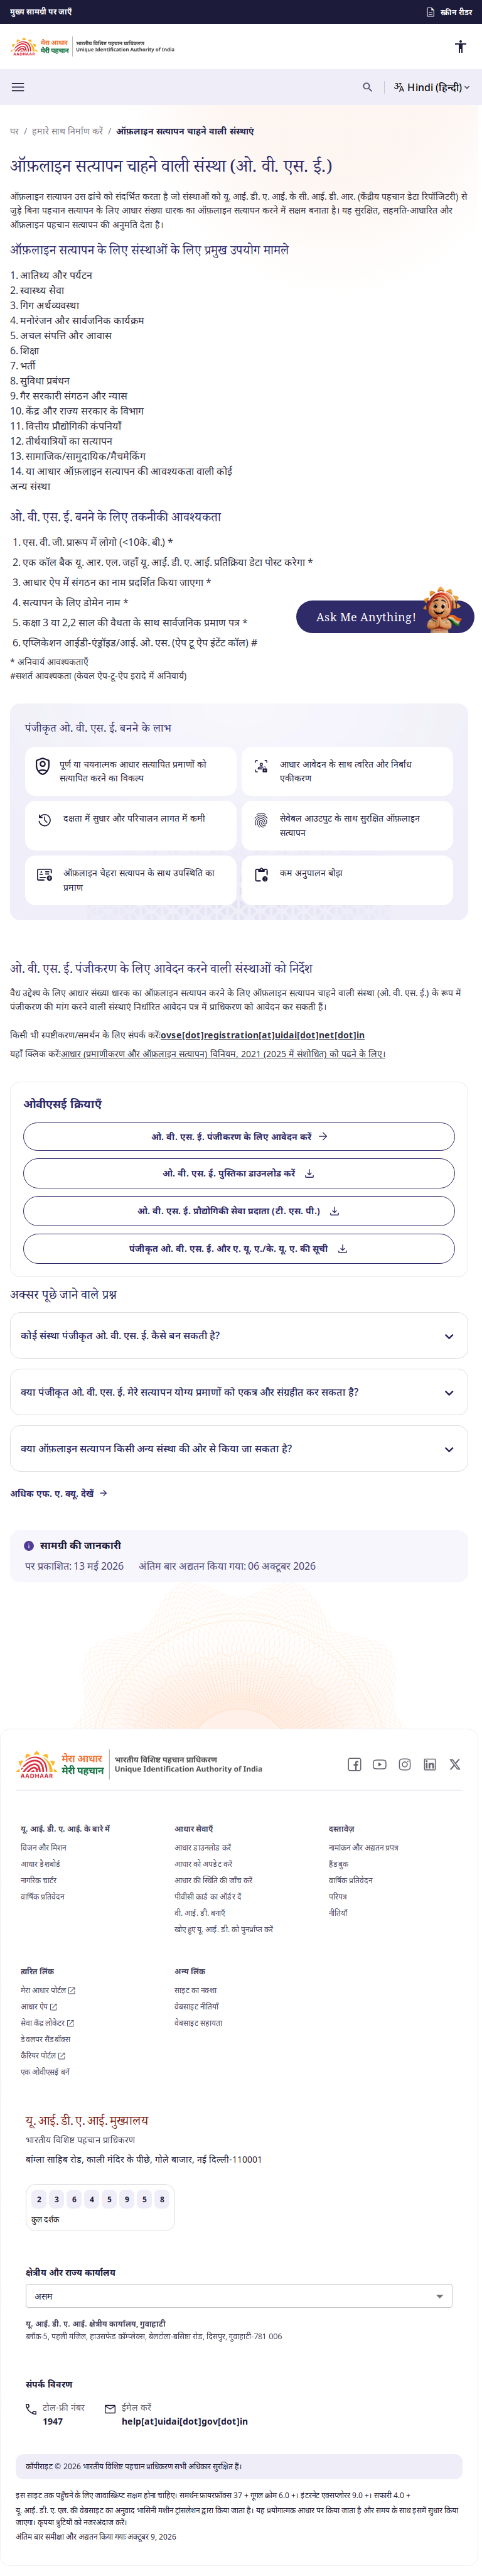 मुख्य सामग्री पर जाएँ
स्क्रीन रीडर
मेरा आधार
मेरी पहचान
AADHAAR
भारतीय विशिष्ट पहचान प्राधिकरण
Unique Identification Authority of India
Hindi (हिन्दी)
घर / हमारे साथ निर्माण करें / ऑफ़लाइन सत्यापन चाहने वाली संस्थाएं
ऑफ़लाइन सत्यापन चाहने वाली संस्था (ओ. वी. एस. ई.)
ऑफ़लाइन सत्यापन उस ढांचे को संदर्भित करता है जो संस्थाओं को यू. आई. डी. ए. आई. के सी. आई. डी. आर. (केंद्रीय पहचान डेटा रिपॉजिटरी) से
जुड़े बिना पहचान सत्यापन के लिए आधार संख्या धारक का ऑफ़लाइन सत्यापन करने में सक्षम बनाता है। यह सुरक्षित, सहमति-आधारित और
ऑफ़लाइन पहचान सत्यापन की अनुमति देता है।
ऑफ़लाइन सत्यापन के लिए संस्थाओं के लिए प्रमुख उपयोग मामले
1. आतिथ्य और पर्यटन
2. स्वास्थ्य सेवा
3. गिग अर्थव्यवस्था
4. मनोरंजन और सार्वजनिक कार्यक्रम
5. अचल संपत्ति और आवास
6. शिक्षा
7. भर्ती
8. सुविधा प्रबंधन
9. गैर सरकारी संगठन और न्यास
10. केंद्र और राज्य सरकार के विभाग
11. वित्तीय प्रौद्योगिकी कंपनियाँ
12. तीर्थयात्रियों का सत्यापन
13. सामाजिक/सामुदायिक/मैचमेकिंग
14. या आधार ऑफ़लाइन सत्यापन की आवश्यकता वाली कोई
अन्य संस्था
ओ. वी. एस. ई. बनने के लिए तकनीकी आवश्यकता
1. एस. वी. जी. प्रारूप में लोगो (<10के. बी.) *
2. एक कॉल बैक यू. आर. एल. जहाँ यू. आई. डी. ए. आई. प्रतिक्रिया डेटा पोस्ट करेगा *
3. आधार ऐप में संगठन का नाम प्रदर्शित किया जाएगा *
4. सत्यापन के लिए डोमेन नाम *
5. कक्षा 3 या 2,2 साल की वैधता के साथ सार्वजनिक प्रमाण पत्र *
6. एप्लिकेशन आईडी-एंड्रॉइड/आई. ओ. एस. (ऐप टू ऐप इंटेंट कॉल) #
Ask Me Anything!
* अनिवार्य आवश्यकताएँ
#सशर्त आवश्यकता (केवल ऐप-टू-ऐप इरादे में अनिवार्य)
पंजीकृत ओ. वी. एस. ई. बनने के लाभ
पूर्ण या चयनात्मक आधार सत्यापित प्रमाणों को
सत्यापित करने का विकल्प
आधार आवेदन के साथ त्वरित और निर्बाध
एकीकरण
दक्षता में सुधार और परिचालन लागत में कमी
सेवेबल आउटपुट के साथ सुरक्षित ऑफ़लाइन
सत्यापन
ऑफ़लाइन चेहरा सत्यापन के साथ उपस्थिति का
प्रमाण
कम अनुपालन बोझ
ओ. वी. एस. ई. पंजीकरण के लिए आवेदन करने वाली संस्थाओं को निर्देश
वैध उद्देश्य के लिए आधार संख्या धारक का ऑफ़लाइन सत्यापन करने के लिए ऑफ़लाइन सत्यापन चाहने वाली संस्था (ओ. वी. एस. ई.) के रूप में
पंजीकरण की मांग करने वाली संस्थाएं निर्धारित आवेदन पत्र में प्राधिकरण को आवेदन कर सकती हैं।
किसी भी स्पष्टीकरण/समर्थन के लिए संपर्क करें:ovse[dot]registration[at]uidai[dot]net[dot]in
यहाँ क्लिक करें:आधार (प्रमाणीकरण और ऑफ़लाइन सत्यापन) विनियम, 2021 (2025 में संशोधित) को पढ़ने के लिए।
ओवीएसई क्रियाएँ
ओ. वी. एस. ई. पंजीकरण के लिए आवेदन करें
ओ. वी. एस. ई. पुस्तिका डाउनलोड करें
ओ. वी. एस. ई. प्रौद्योगिकी सेवा प्रदाता (टी. एस. पी.)
पंजीकृत ओ. वी. एस. ई. और ए. यू. ए./के. यू. ए. की सूची
अक्सर पूछे जाने वाले प्रश्न
कोई संस्था पंजीकृत ओ. वी. एस. ई. कैसे बन सकती है?
क्या पंजीकृत ओ. वी. एस. ई. मेरे सत्यापन योग्य प्रमाणों को एकत्र और संग्रहीत कर सकता है?
क्या ऑफ़लाइन सत्यापन किसी अन्य संस्था की ओर से किया जा सकता है?
अधिक एफ. ए. क्यू. देखें
सामग्री की जानकारी
पर प्रकाशित: 13 मई 2026 अंतिम बार अद्यतन किया गया: 06 अक्टूबर 2026
मेरा आधार
मेरी पहचान
AADHAAR
भारतीय विशिष्ट पहचान प्राधिकरण
Unique Identification Authority of India
यू. आई. डी. ए. आई. के बारे में
विजन और मिशन
आधार डैशबोर्ड
नागरिक चार्टर
वार्षिक प्रतिवेदन
आधार सेवाएँ
आधार डाउनलोड करें
आधार को अपडेट करें
आधार की स्थिति की जाँच करें
पीवीसी कार्ड का ऑर्डर दें
वी. आई. डी. बनाएँ
खोए हुए यू. आई. डी. को पुनर्प्राप्त करें
दस्तावेज़
नामांकन और अद्यतन प्रपत्र
हैंडबुक
वार्षिक प्रतिवेदन
परिपत्र
नीतियाँ
त्वरित लिंक
मेरा आधार पोर्टल
आधार ऐप
सेवा केंद्र लोकेटर
डेवलपर सैंडबॉक्स
कैरियर पोर्टल
एक ओवीएसई बनें
अन्य लिंक
साइट का नक्शा
वेबसाइट नीतियाँ
वेबसाइट सहायता
यू. आई. डी. ए. आई. मुख्यालय
भारतीय विशिष्ट पहचान प्राधिकरण
बांग्ला साहिब रोड, काली मंदिर के पीछे, गोले बाजार, नई दिल्ली-110001
2 3 6 4 5 9 5 8
कुल दर्शक
क्षेत्रीय और राज्य कार्यालय
असम
यू. आई. डी. ए. आई. क्षेत्रीय कार्यालय, गुवाहाटी
ब्लॉक-5, पहली मंजिल, हाउसफेड कॉम्प्लेक्स, बेलटोला-बसिष्ठा रोड, दिसपुर, गुवाहाटी-781 006
संपर्क विवरण
टोल-फ्री नंबर
1947
ईमेल करें
help[at]uidai[dot]gov[dot]in
कॉपीराइट © 2026 भारतीय विशिष्ट पहचान प्राधिकरण सभी अधिकार सुरक्षित हैं।
इस साइट तक पहुँचने के लिए जावास्क्रिप्ट सक्षम होना चाहिए। समर्थनः फ़ायरफ़ॉक्स 37 + गूगल क्रोम 6.0 +। इंटरनेट एक्सप्लोरर 9.0 +। सफारी 4.0 +
यू. आई. डी. ए. एल. की वेबसाइट का अनुवाद भासिनी मशीन ट्रांसलेशन द्वारा किया जाता है। यह प्रयोगात्मक आधार पर किया जाता है और समय के साथ इसमें सुधार किया
जाएगा। कृपया त्रुटियों को नजरअंदाज करें।
अंतिम बार समीक्षा और अद्यतन किया गयाः अक्टूबर 9, 2026